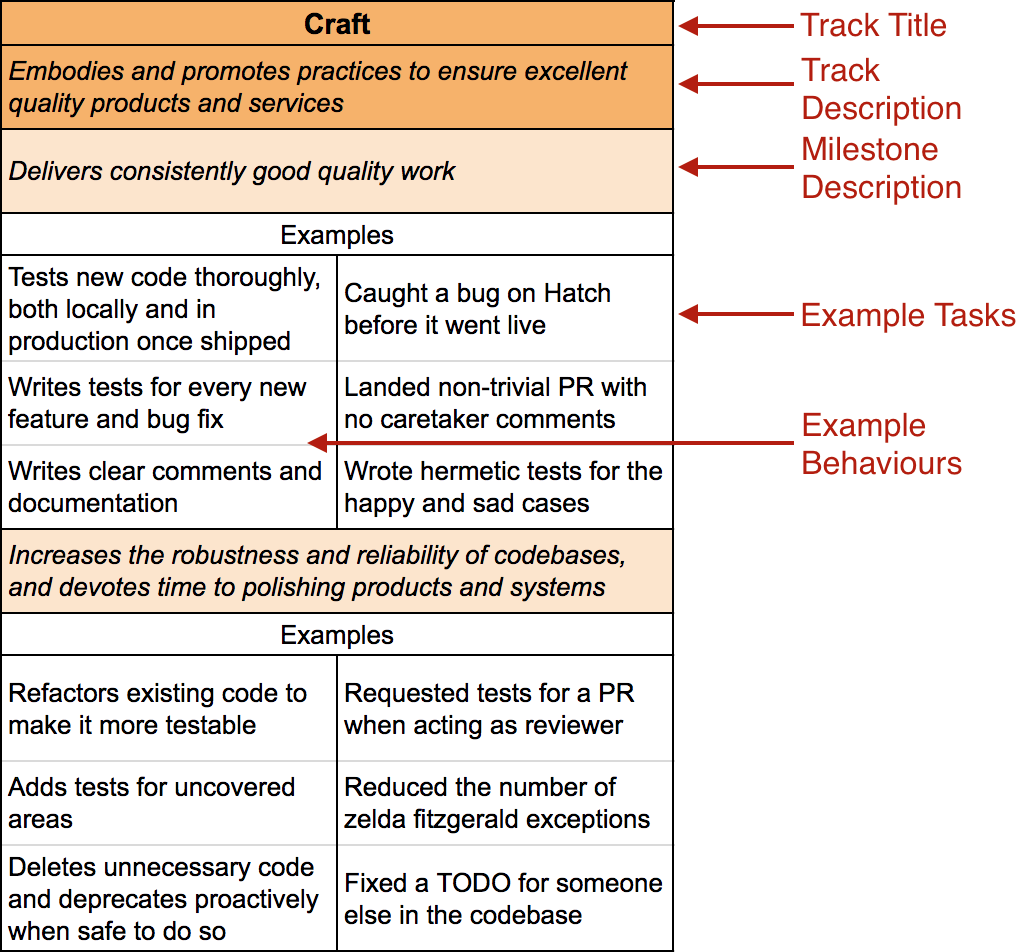 Craft
Track Title
Embodies and promotes practices to ensure excellent
quality products and services
Track
Description
Delivers consistently good quality work
Milestone
Description
Examples
Tests new code thoroughly,
both locally and in
production once shipped
Caught a bug on Hatch
before it went live
Example Tasks
Writes tests for every new
feature and bug fix
Landed non-trivial PR with
no caretaker comments
Example
Behaviours
Writes clear comments and
documentation
Wrote hermetic tests for the
happy and sad cases
Increases the robustness and reliability of codebases,
and devotes time to polishing products and systems
Examples
Refactors existing code to
make it more testable
Requested tests for a PR
when acting as reviewer
Adds tests for uncovered
areas
Reduced the number of
zelda fitzgerald exceptions
Deletes unnecessary code
and deprecates proactively
when safe to do so
Fixed a TODO for someone
else in the codebase